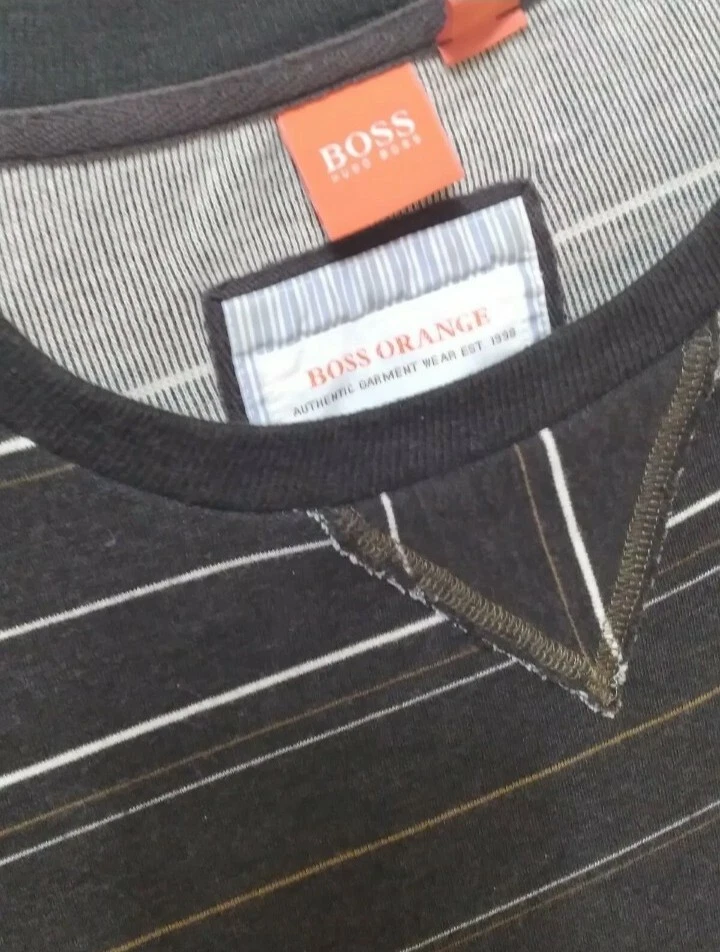 BOSS
HUGO BOSS
BOSS ORANGE
AUTHENTIC GARMENT WEAR EST. 1998